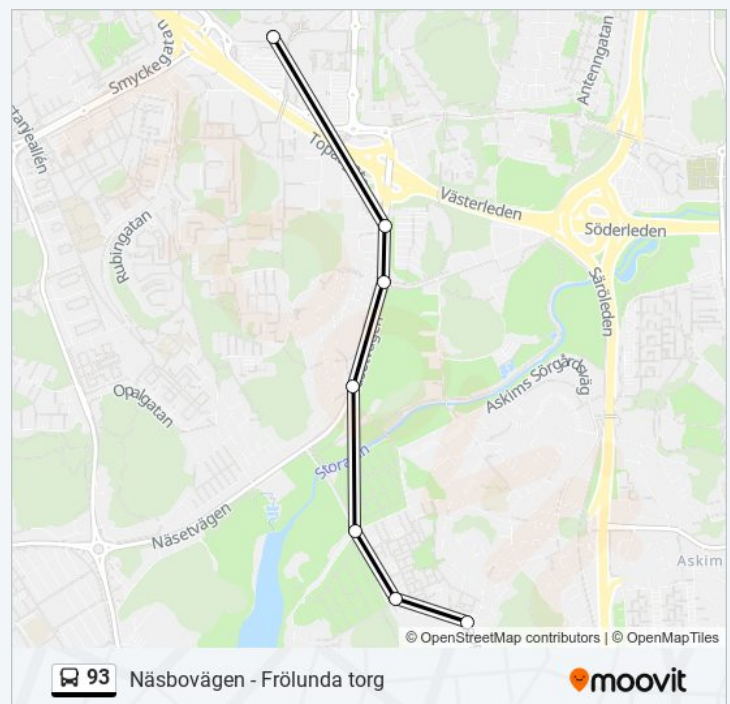 Smyckegatan
Antenngatan
Västerleden
Söderleden
Rubingatan
Säröleden
Opalgatan
Askims Sörgårdsväg
Näsetvägen
Askim
© OpenStreetMap contributors | © OpenMapTiles
93 Näsbovägen - Frölunda torg
moovit